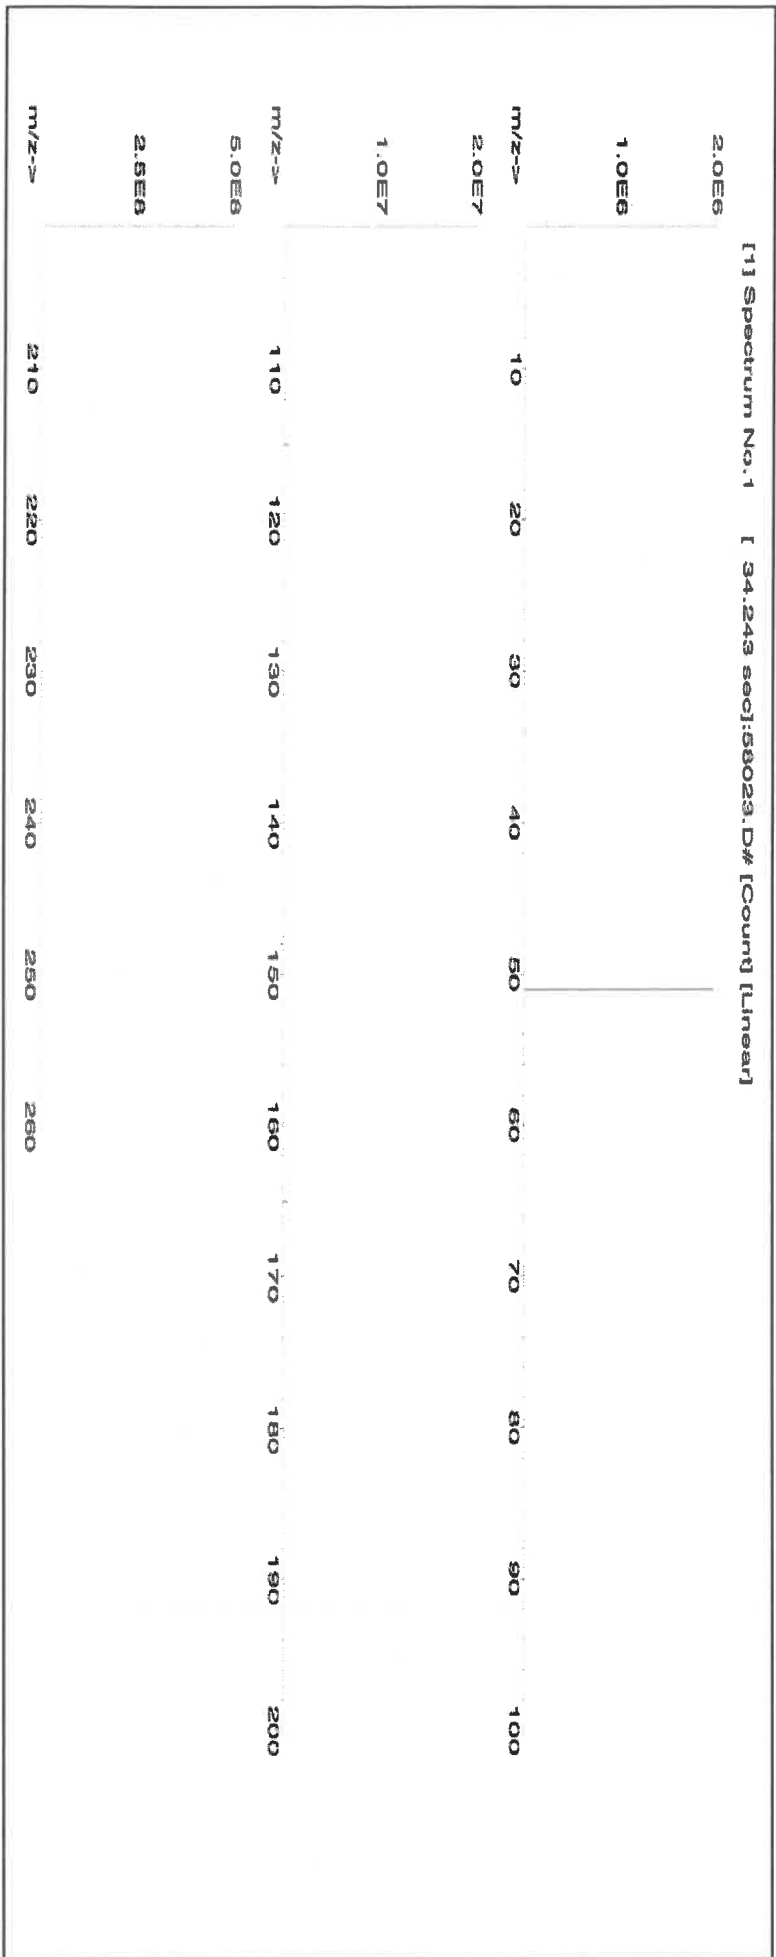 [1] Spectrum No.1 [ 34.243 sec]:58023.D# [Count] [Linear]
2.0E6
1.0E6
m/z-> 10 20 30 40 50 60 70 80 90 100
2.0E7
1.0E7
m/z-> 110 120 130 140 150 160 170 180 190 200
5.0E8
2.5E8
m/z-> 210 220 230 240 250 260